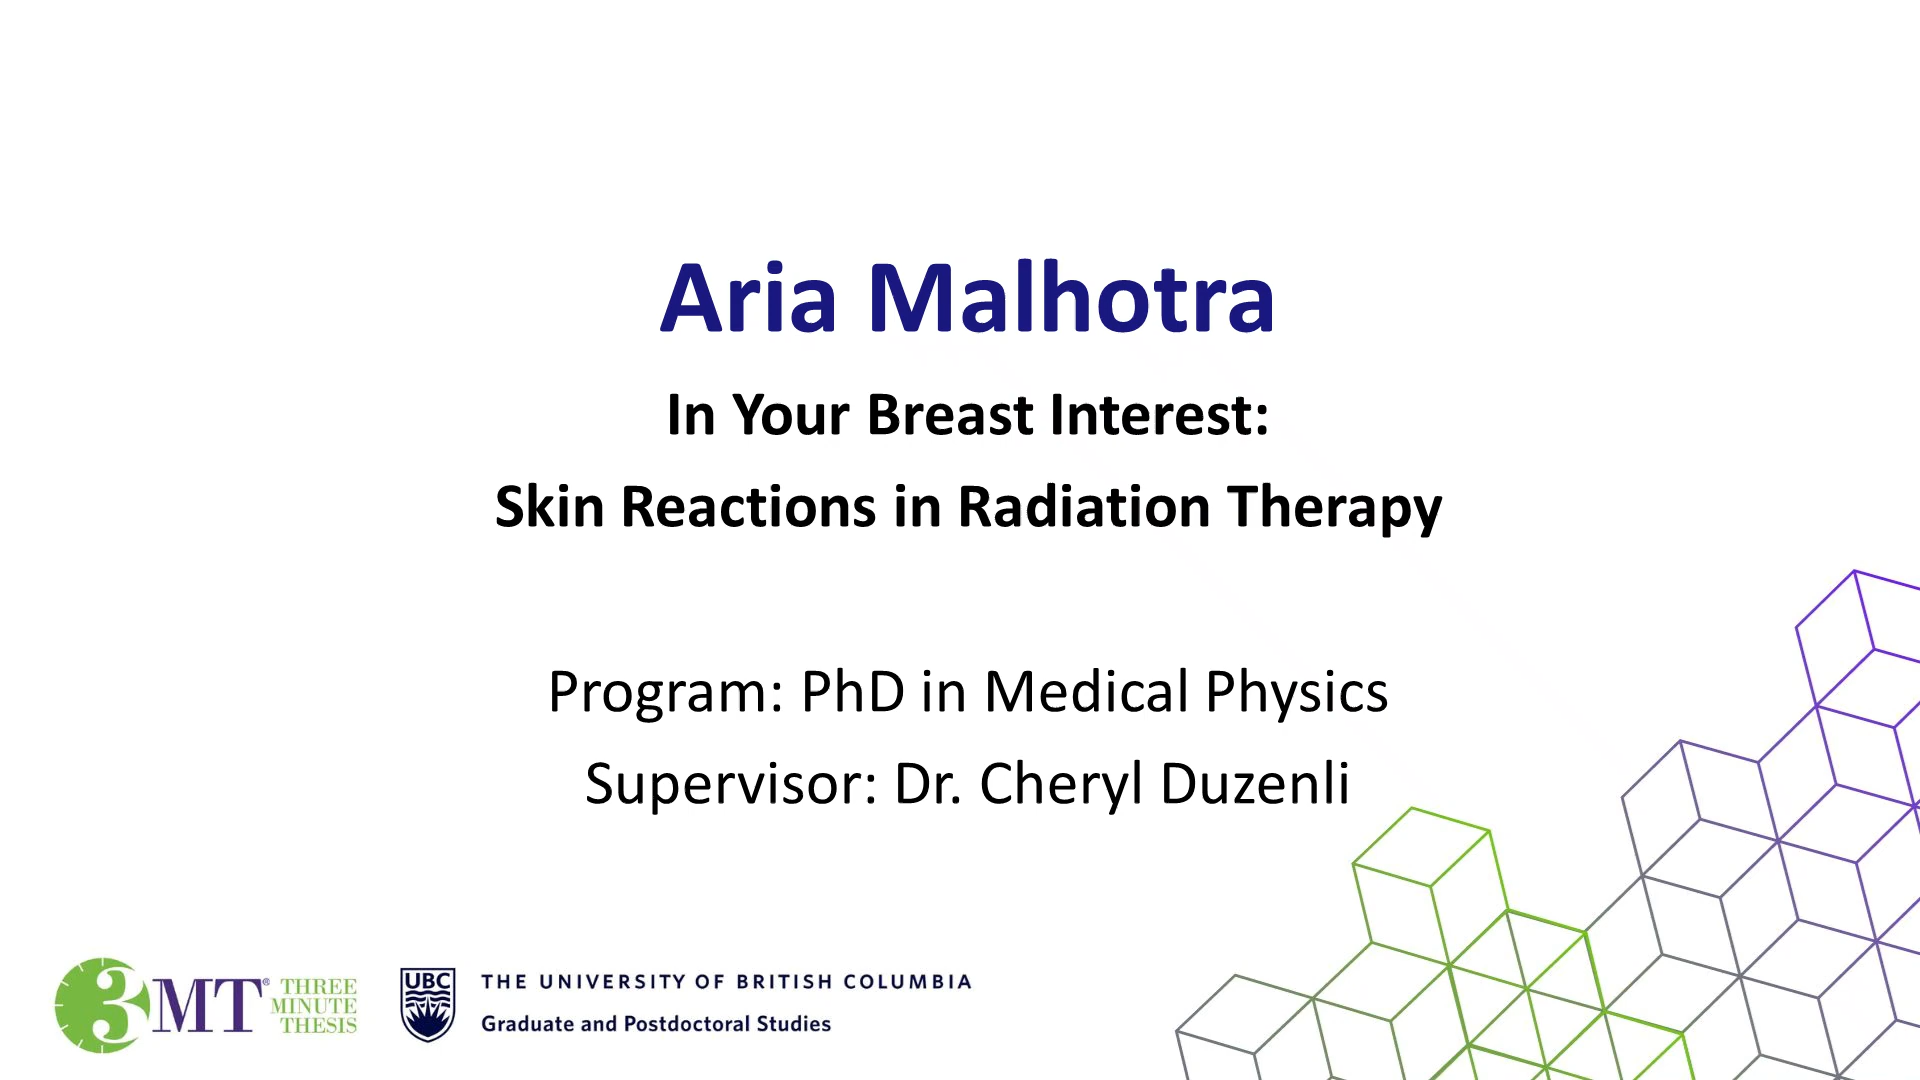 Aria Malhotra
In Your Breast Interest:
Skin Reactions in Radiation Therapy
Program: PhD in Medical Physics
Supervisor: Dr. Cheryl Duzenli
3MT® THREE
MINUTE
THESIS
UBC
THE UNIVERSITY OF BRITISH COLUMBIA
Graduate and Postdoctoral Studies